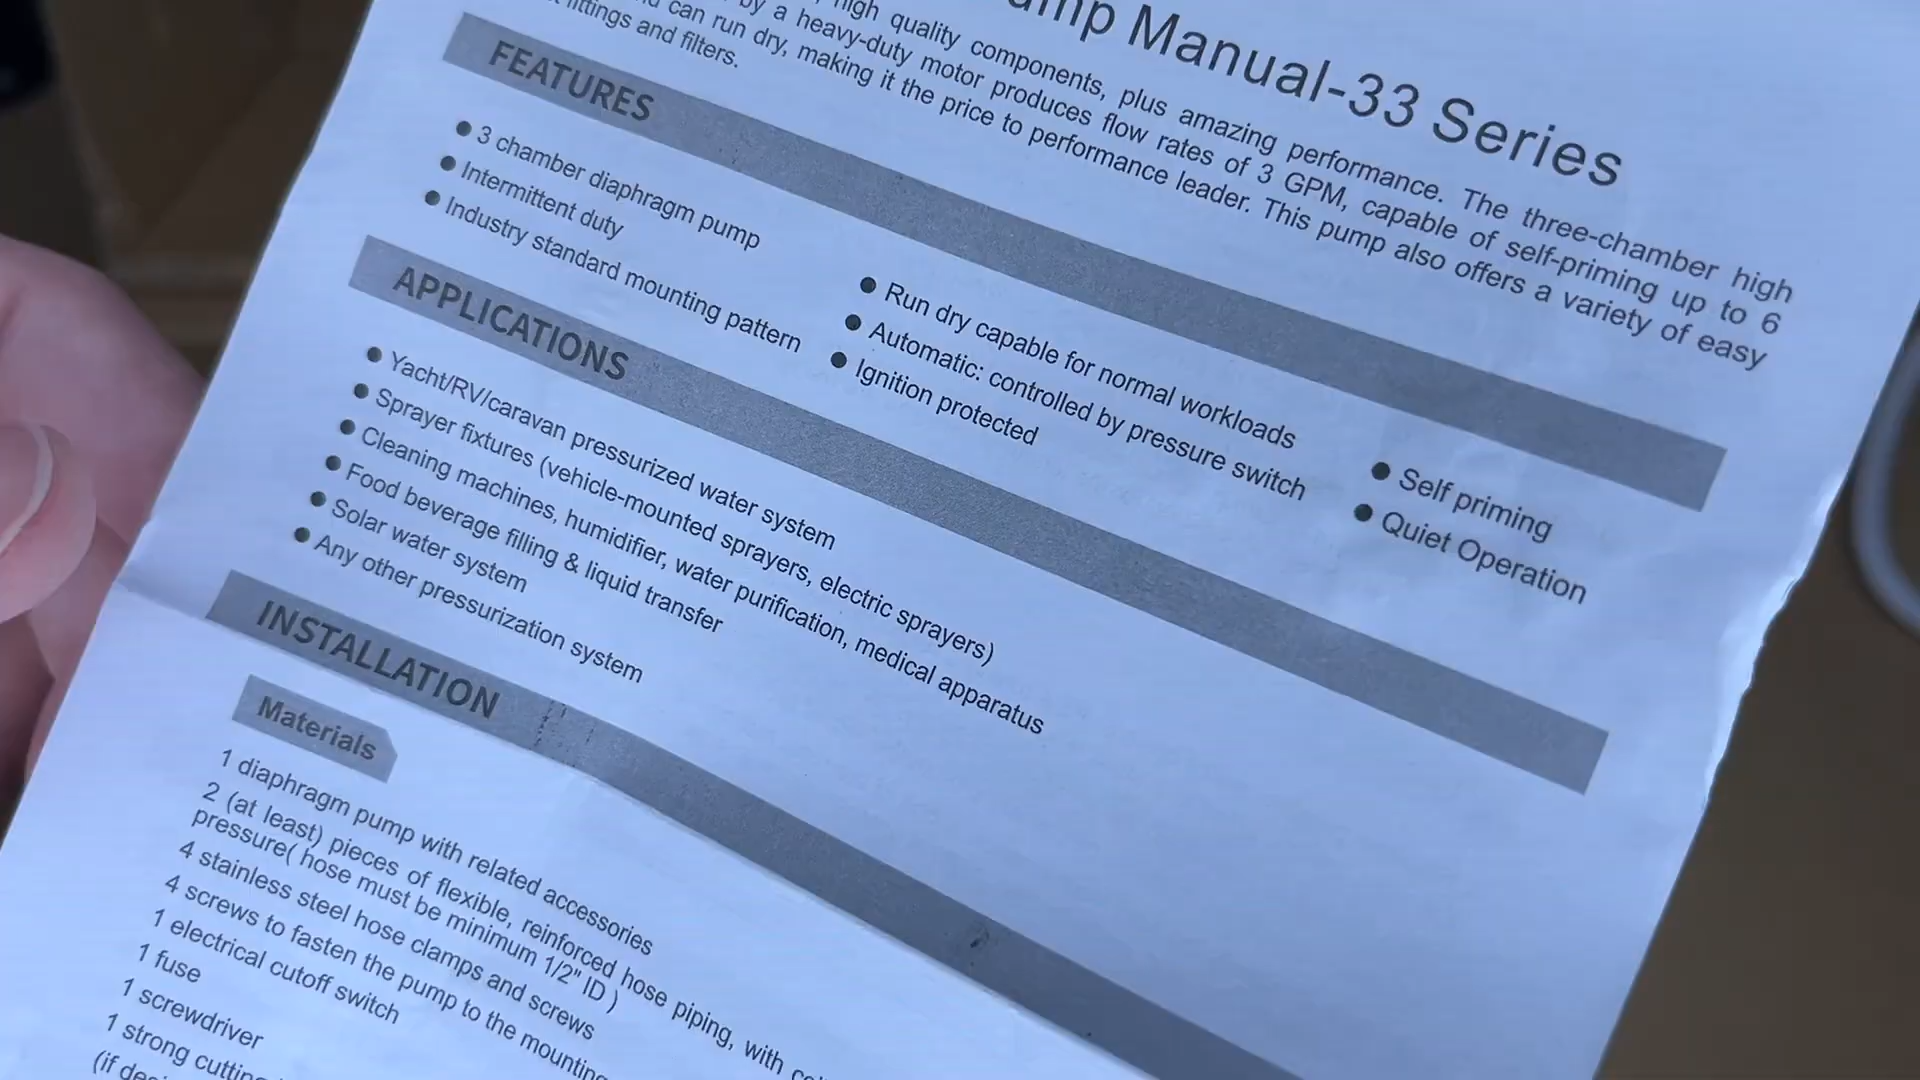 Manual-33 Series
high quality components, plus amazing performance. The three-chamber high
by a heavy-duty motor produces flow rates of 3 GPM, capable of self-priming up to 6
can run dry, making it the price to performance leader. This pump also offers a variety of easy
fittings and filters.
FEATURES
● 3 chamber diaphragm pump
● Intermittent duty
● Industry standard mounting pattern
● Run dry capable for normal workloads
● Automatic: controlled by pressure switch
● Ignition protected
● Self priming
● Quiet Operation
APPLICATIONS
● Yacht/RV/caravan pressurized water system
● Sprayer fixtures (vehicle-mounted sprayers, electric sprayers)
● Cleaning machines, humidifier, water purification, medical apparatus
● Food beverage filling & liquid transfer
● Solar water system
● Any other pressurization system
INSTALLATION
Materials
1 diaphragm pump with related accessories
2 (at least) pieces of flexible, reinforced hose piping, with
pressure( hose must be minimum 1/2" ID )
4 stainless steel hose clamps and screws
4 screws to fasten the pump to the mounting
1 electrical cutoff switch
1 fuse
1 screwdriver
1 strong cutting
(if